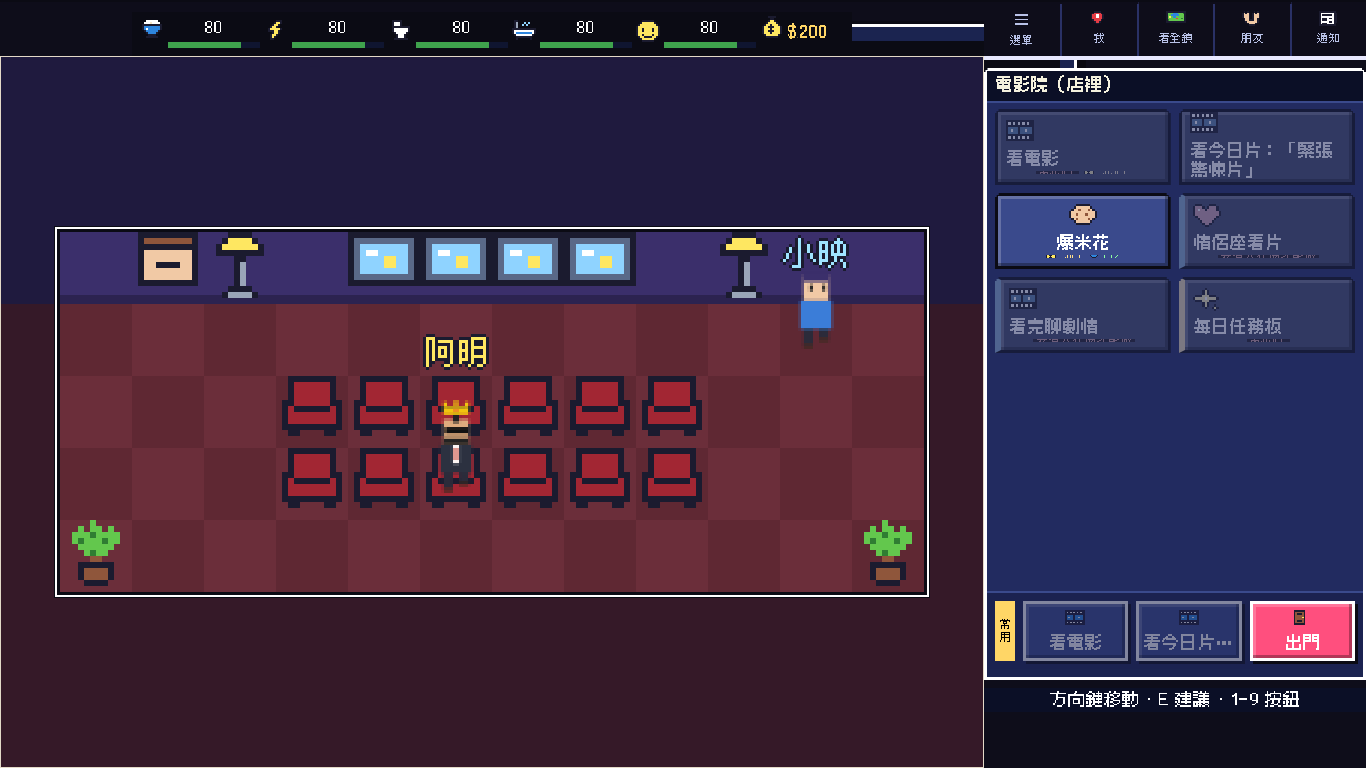 80
80
80
80
80
$200
選單
我
看全鎮
朋友
通知
電影院（店裡）
看電影
看今日片：「緊張
驚悚片」
爆米花
情侶座看片
看完聊劇情
每日任務板
小映
阿明
常用
看電影
看今日片…
出門
方向鍵移動 · E 建議 · 1-9 按鈕